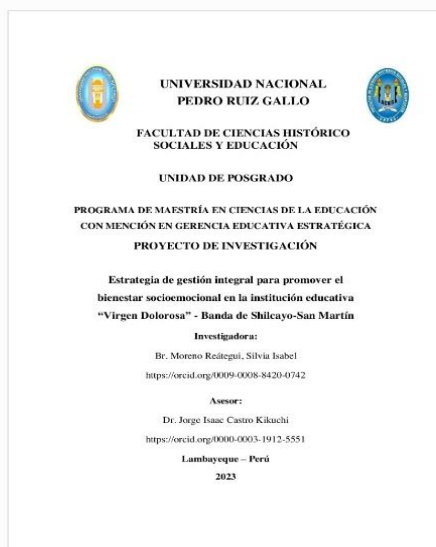 UNIVERSIDAD NACIONAL
PEDRO RUIZ GALLO
FACULTAD DE CIENCIAS HISTÓRICO
SOCIALES Y EDUCACIÓN
UNIDAD DE POSGRADO
PROGRAMA DE MAESTRÍA EN CIENCIAS DE LA EDUCACIÓN
CON MENCIÓN EN GERENCIA EDUCATIVA ESTRATÉGICA
PROYECTO DE INVESTIGACIÓN
Estrategia de gestión integral para promover el
bienestar socioemocional en la institución educativa
“Virgen Dolorosa” - Banda de Shilcayo-San Martín
Investigadora:
Br. Moreno Reátegui, Silvia Isabel
https://orcid.org/0009-0008-8420-0742
Asesor:
Dr. Jorge Isaac Castro Kikuchi
https://orcid.org/0000-0003-1912-5551
Lambayeque – Perú
2023